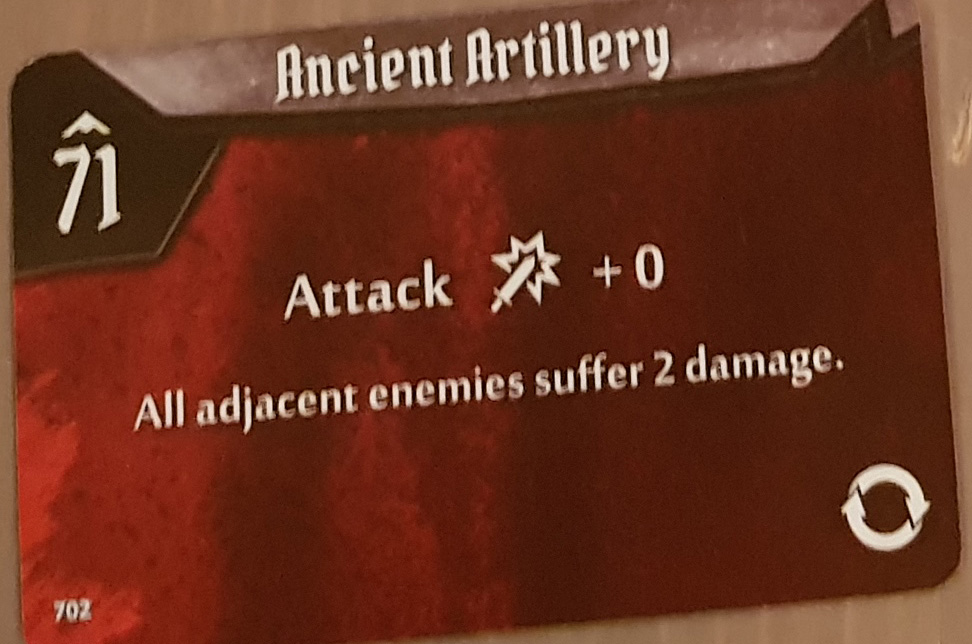 Ancient Artillery
71
Attack +0
All adjacent enemies suffer 2 damage.
702